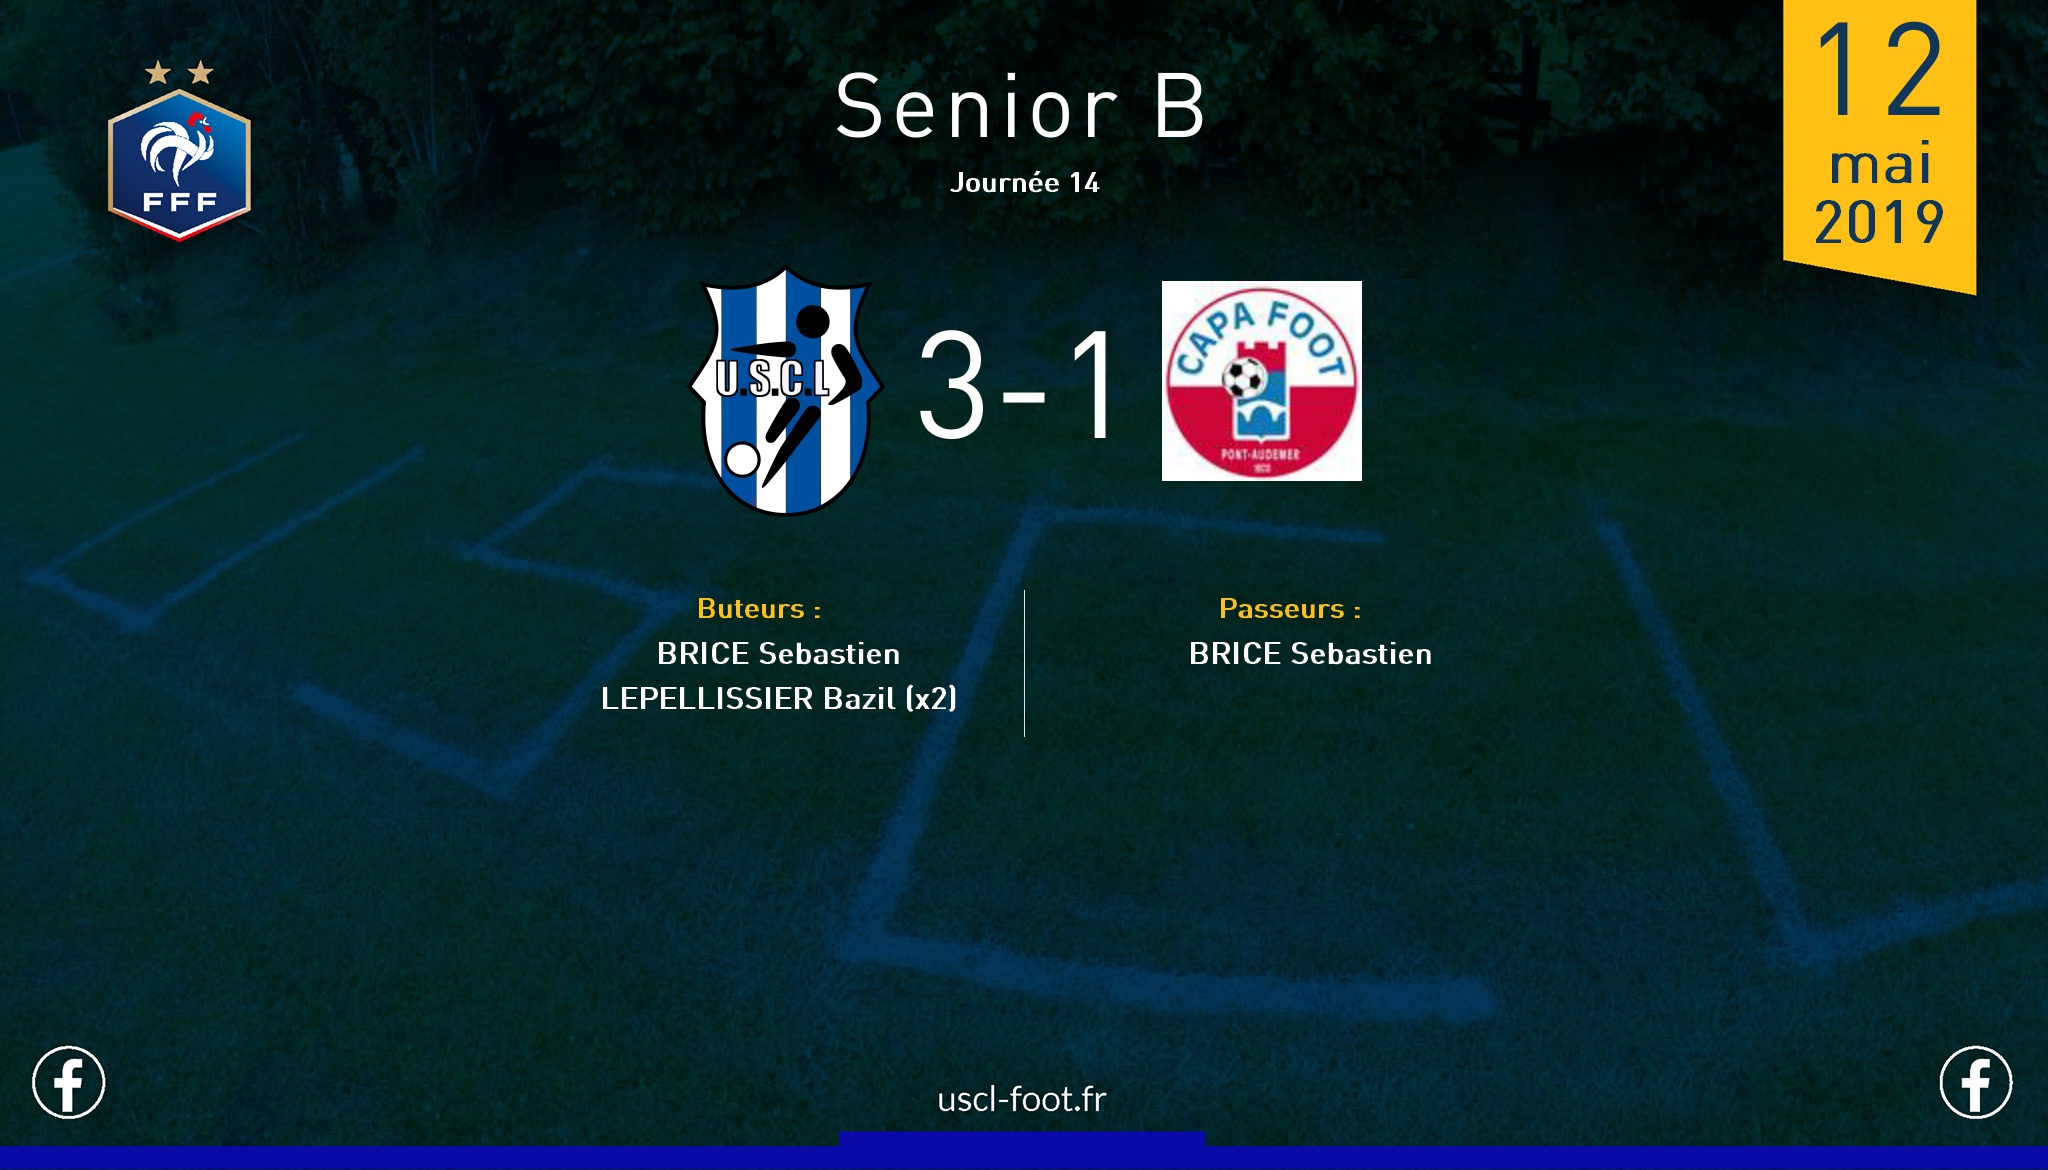 Senior B
Journée 14
12
mai
2019
FFF
U.S.C.L
3-1
CAPA FOOT
PONT-AUDEMER
Buteurs :
BRICE Sebastien
LEPELLISSIER Bazil (x2)
Passeurs :
BRICE Sebastien
uscl-foot.fr